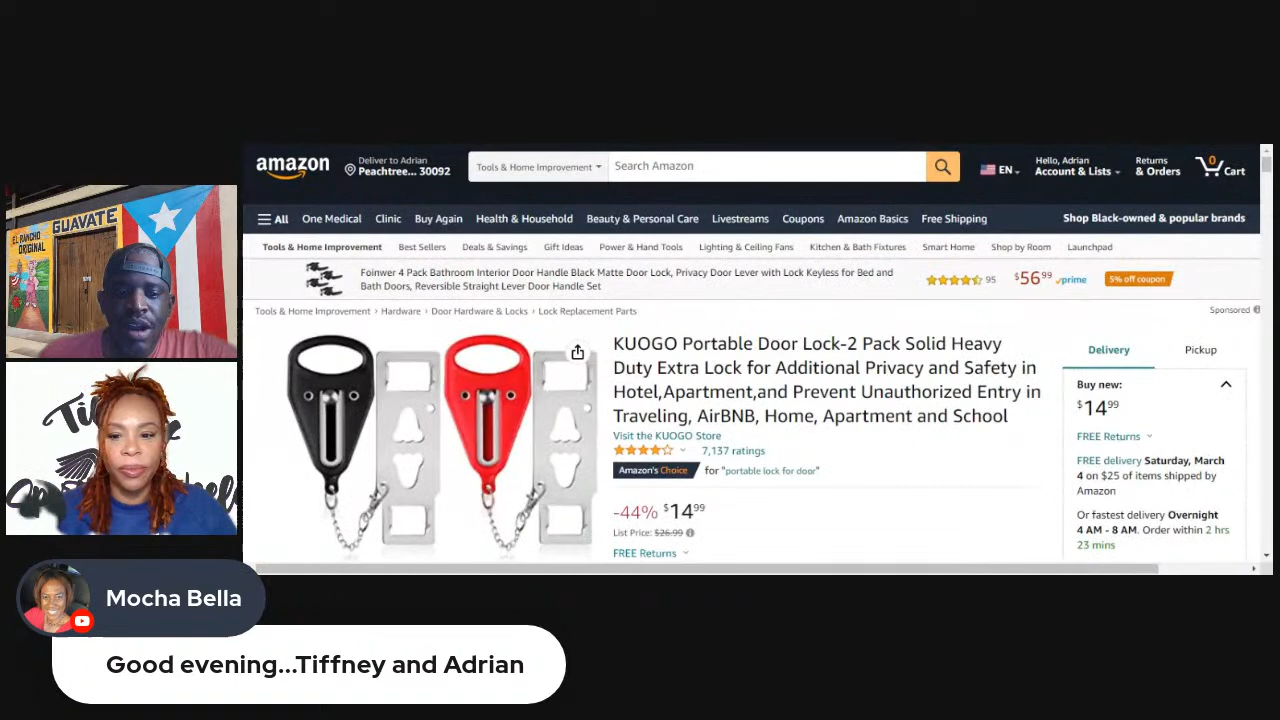 amazon
Deliver to Adrian
Peachtree... 30092
Tools & Home Improvement
Search Amazon
EN
Hello, Adrian
Account & Lists
Returns
& Orders
0
Cart
All
One Medical
Clinic
Buy Again
Health & Household
Beauty & Personal Care
Livestreams
Coupons
Amazon Basics
Free Shipping
Shop Black-owned & popular brands
Tools & Home Improvement
Best Sellers
Deals & Savings
Gift Ideas
Power & Hand Tools
Lighting & Ceiling Fans
Kitchen & Bath Fixtures
Smart Home
Shop by Room
Launchpad
Foinwer 4 Pack Bathroom Interior Door Handle Black Matte Door Lock, Privacy Door Lever with Lock Keyless for Bed and
Bath Doors, Reversible Straight Lever Door Handle Set
95
$56 99
prime
5% off coupon
Tools & Home Improvement › Hardware › Door Hardware & Locks › Lock Replacement Parts
Sponsored
KUOGO Portable Door Lock-2 Pack Solid Heavy
Duty Extra Lock for Additional Privacy and Safety in
Hotel,Apartment,and Prevent Unauthorized Entry in
Traveling, AirBNB, Home, Apartment and School
Visit the KUOGO Store
7,137 ratings
Amazon's Choice for "portable lock for door"
-44% $14 99
List Price: $26.99
FREE Returns
Delivery
Pickup
Buy new:
$14 99
FREE Returns
FREE delivery Saturday, March
4 on $25 of items shipped by
Amazon
Or fastest delivery Overnight
4 AM - 8 AM. Order within 2 hrs
23 mins
EL RANCHO
ORIGINAL
GUAVATE
Mocha Bella
Good evening...Tiffney and Adrian